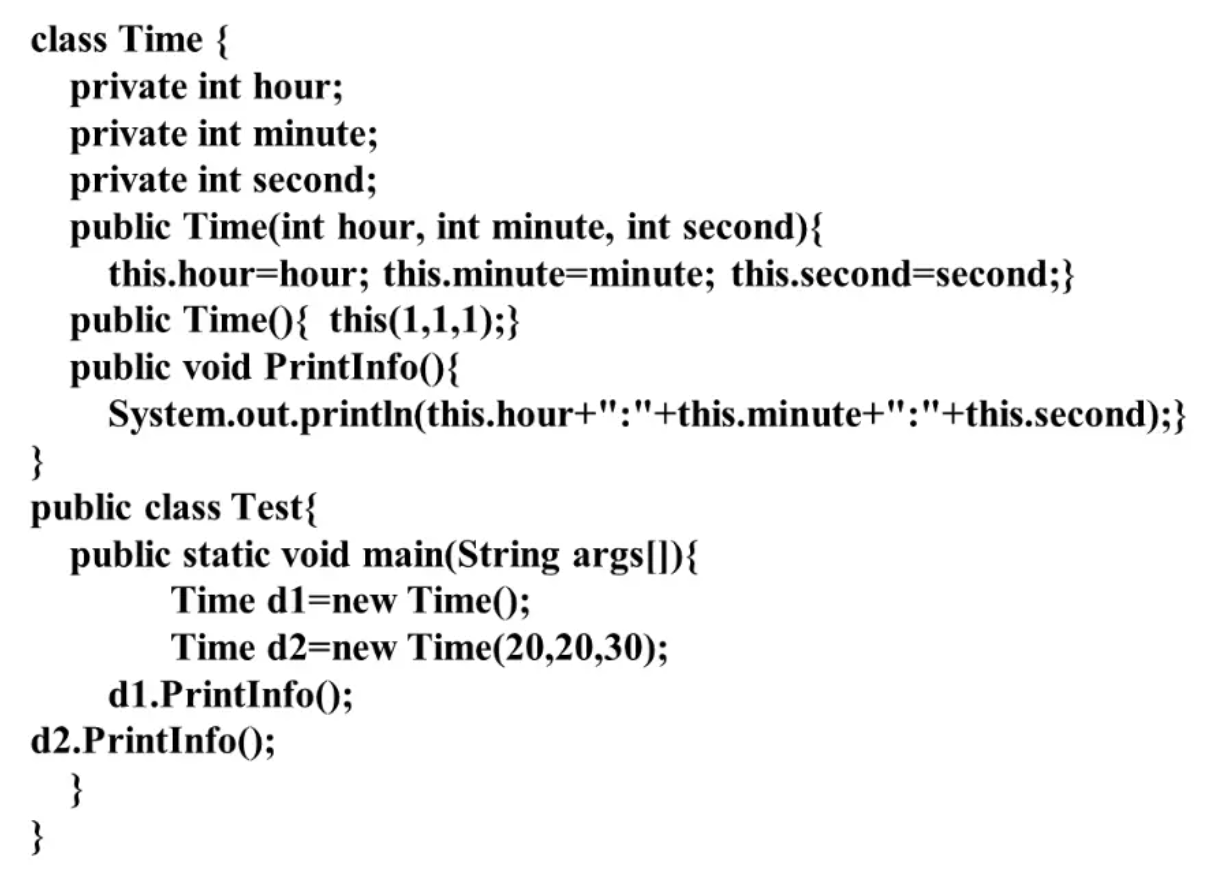 class Time {
private int hour;
private int minute;
private int second;
public Time(int hour, int minute, int second){
this.hour=hour; this.minute=minute; this.second=second;}
public Time(){ this(1,1,1);}
public void PrintInfo(){
System.out.println(this.hour+":"+this.minute+":"+this.second);}
}
public class Test{
public static void main(String args[]){
Time d1=new Time();
Time d2=new Time(20,20,30);
d1.PrintInfo();
d2.PrintInfo();
}
}